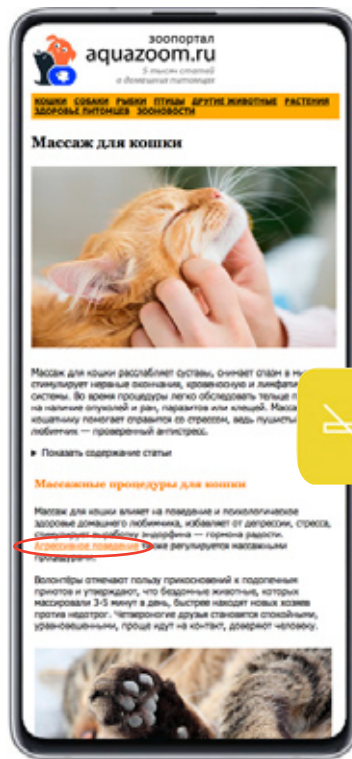 зоопортал
aquazoom.ru
5 тысяч статей
о домашних питомцах
КОШКИ СОБАКИ РЫБКИ ПТИЦЫ ДРУГИЕ ЖИВОТНЫЕ РАСТЕНИЯ
ЗДОРОВЬЕ ПИТОМЦЕВ ЗООНОВОСТИ
Массаж для кошки
Массаж для кошки расслабляет суставы, снимает спазм в
стимулирует нервные окончания, кровеносную и
системы. Во время процедуры легко обследовать тельце
на наличие опухолей и ран, паразитов или клещей.
кошатнику помогает справится со стрессом, ведь
любимчик — проверенный антистресс.
▸ Показать содержание статьи
Массажные процедуры для кошки
Массаж для кошки влияет на поведение и психологическое
здоровье домашнего любимчика, избавляет от депрессии, стресса,
стимулирует выработку эндорфина — гормона радости.
Агрессивное поведение также регулируется массажными
процедурами.
Волонтёры отмечают пользу прикосновений к подопечным
приютов и утверждают, что бездомные животные, которых
массировали 3-5 минут в день, быстрее находят новых хозяев
против недотрог. Четвероногие друзья становятся спокойными,
уравновешенными, проще идут на контакт, доверяют человеку.